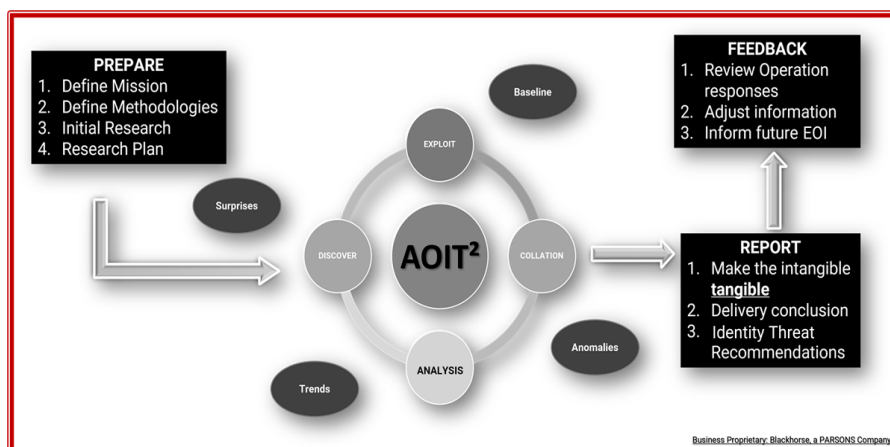 PREPARE
1. Define Mission
2. Define Methodologies
3. Initial Research
4. Research Plan
FEEDBACK
1. Review Operation
responses
2. Adjust information
3. Inform future EOI
Baseline
EXPLOIT
Surprises
DISCOVER
AOIT²
COLLATION
REPORT
1. Make the intangible
tangible
2. Delivery conclusion
3. Identity Threat
Recommendations
Anomalies
ANALYSIS
Trends
Business Proprietary: Blackhorse, a PARSONS Company